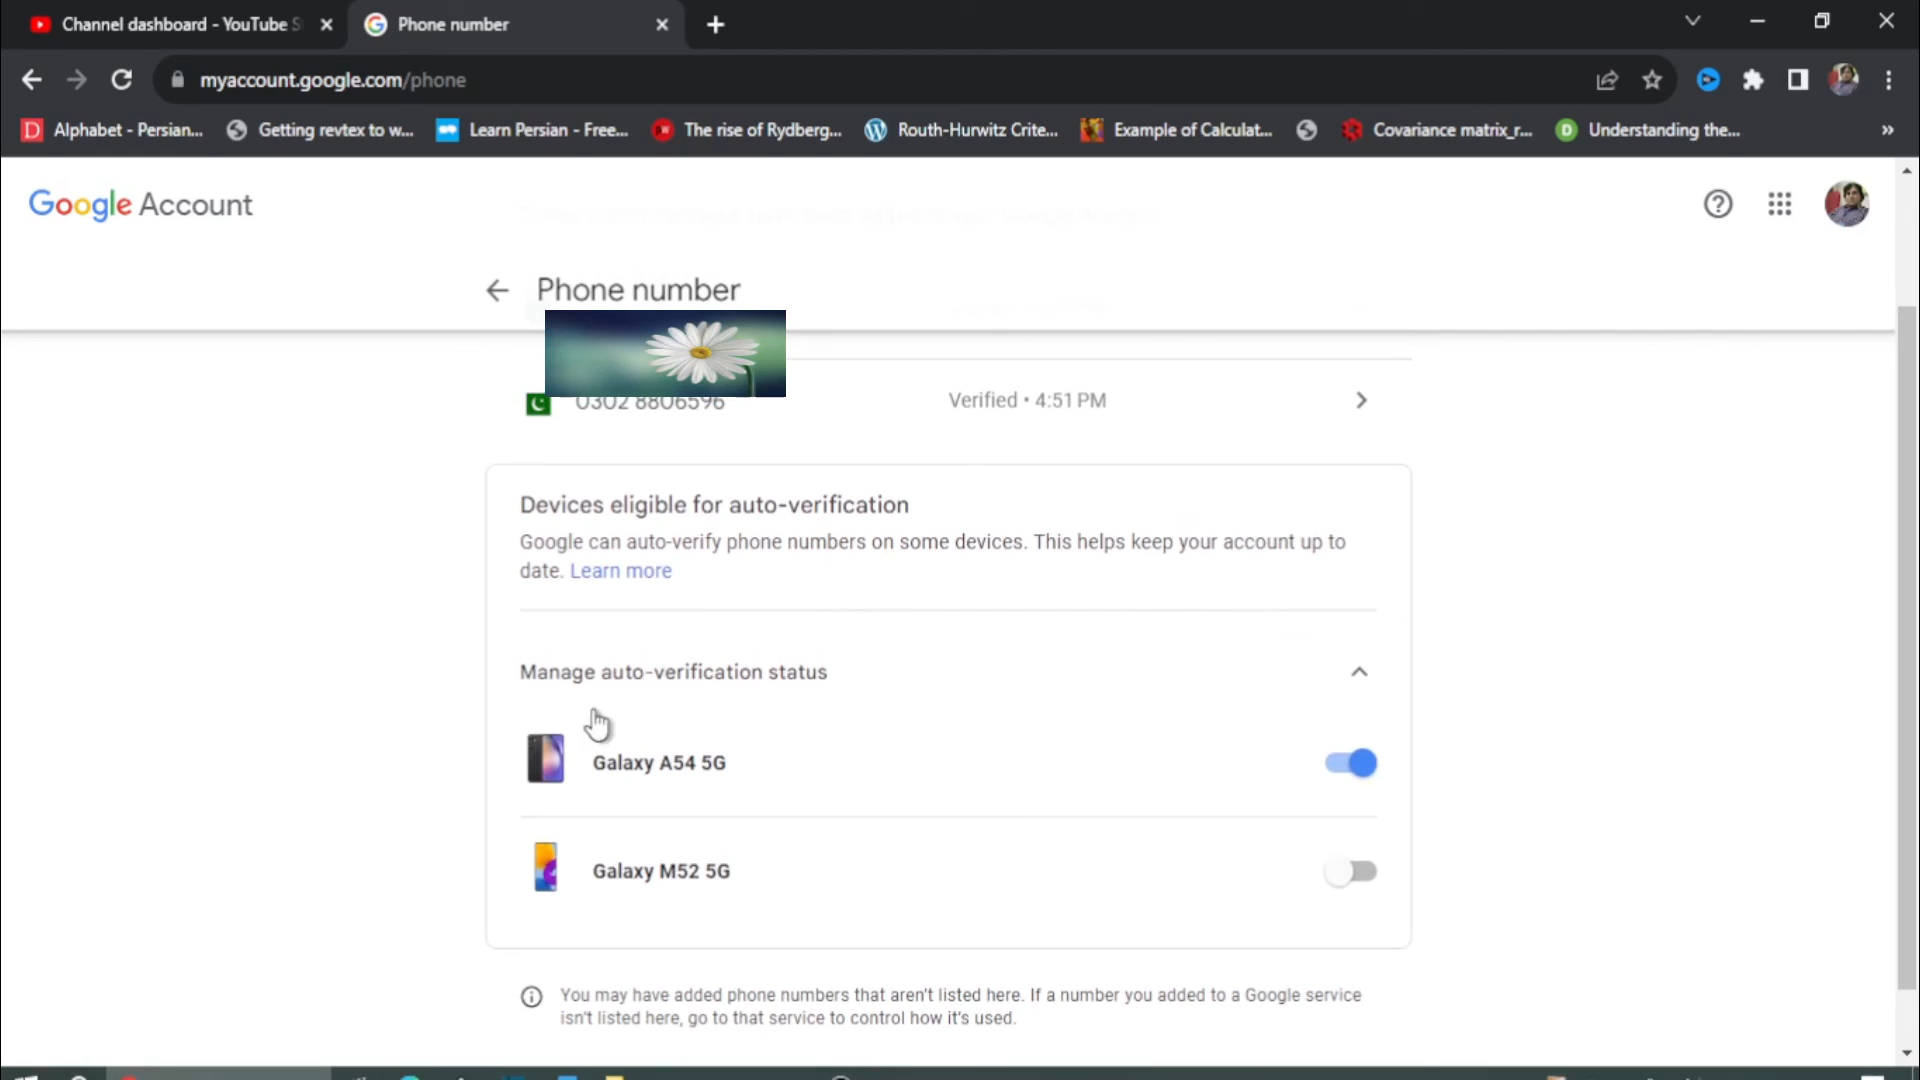 Channel dashboard - YouTube S
Phone number
myaccount.google.com/phone
Alphabet - Persian...
Getting revtex to w...
Learn Persian - Free...
The rise of Rydberg...
Routh-Hurwitz Crite...
Example of Calculat...
Covariance matrix_r...
Understanding the...
Google Account
Phone number
0302 8806596
Verified • 4:51 PM
Devices eligible for auto-verification
Google can auto-verify phone numbers on some devices. This helps keep your account up to
date. Learn more
Manage auto-verification status
Galaxy A54 5G
Galaxy M52 5G
You may have added phone numbers that aren't listed here. If a number you added to a Google service
isn't listed here, go to that service to control how it's used.